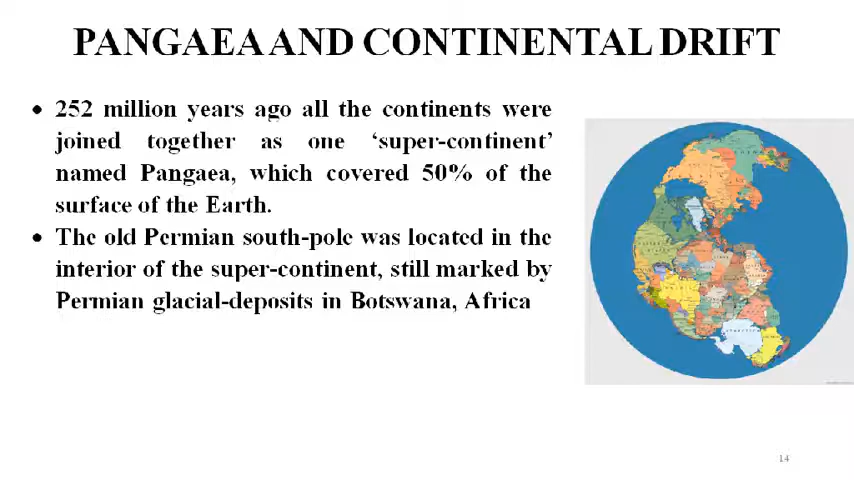 PANGAEA AND CONTINENTAL DRIFT
• 252 million years ago all the continents were
joined together as one ‘super-continent’
named Pangaea, which covered 50% of the
surface of the Earth.
• The old Permian south-pole was located in the
interior of the super-continent, still marked by
Permian glacial-deposits in Botswana, Africa
14